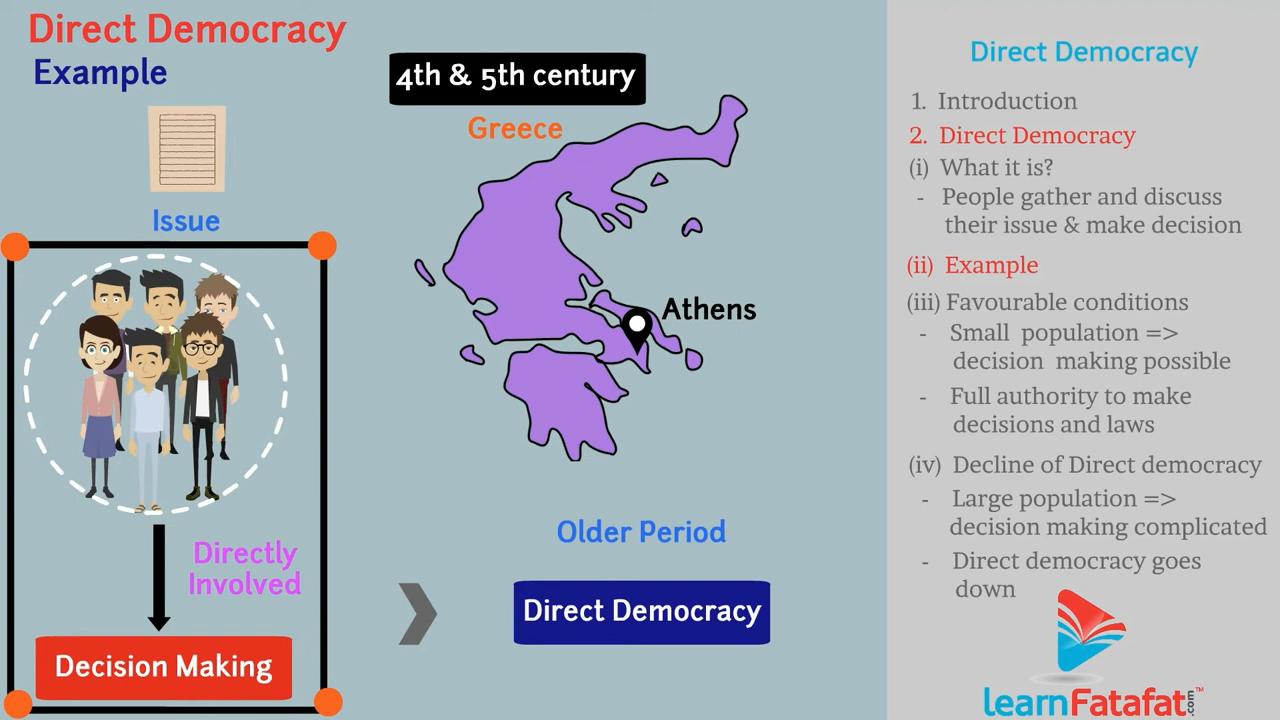 Direct Democracy
Example
Issue
Directly
Involved
Decision Making
4th & 5th century
Greece
Athens
Older Period
Direct Democracy
Direct Democracy
1. Introduction
2. Direct Democracy
(i) What it is?
- People gather and discuss
their issue & make decision
(ii) Example
(iii) Favourable conditions
- Small population =>
decision making possible
- Full authority to make
decisions and laws
(iv) Decline of Direct democracy
- Large population =>
decision making complicated
- Direct democracy goes
down
learnFatafat.com™